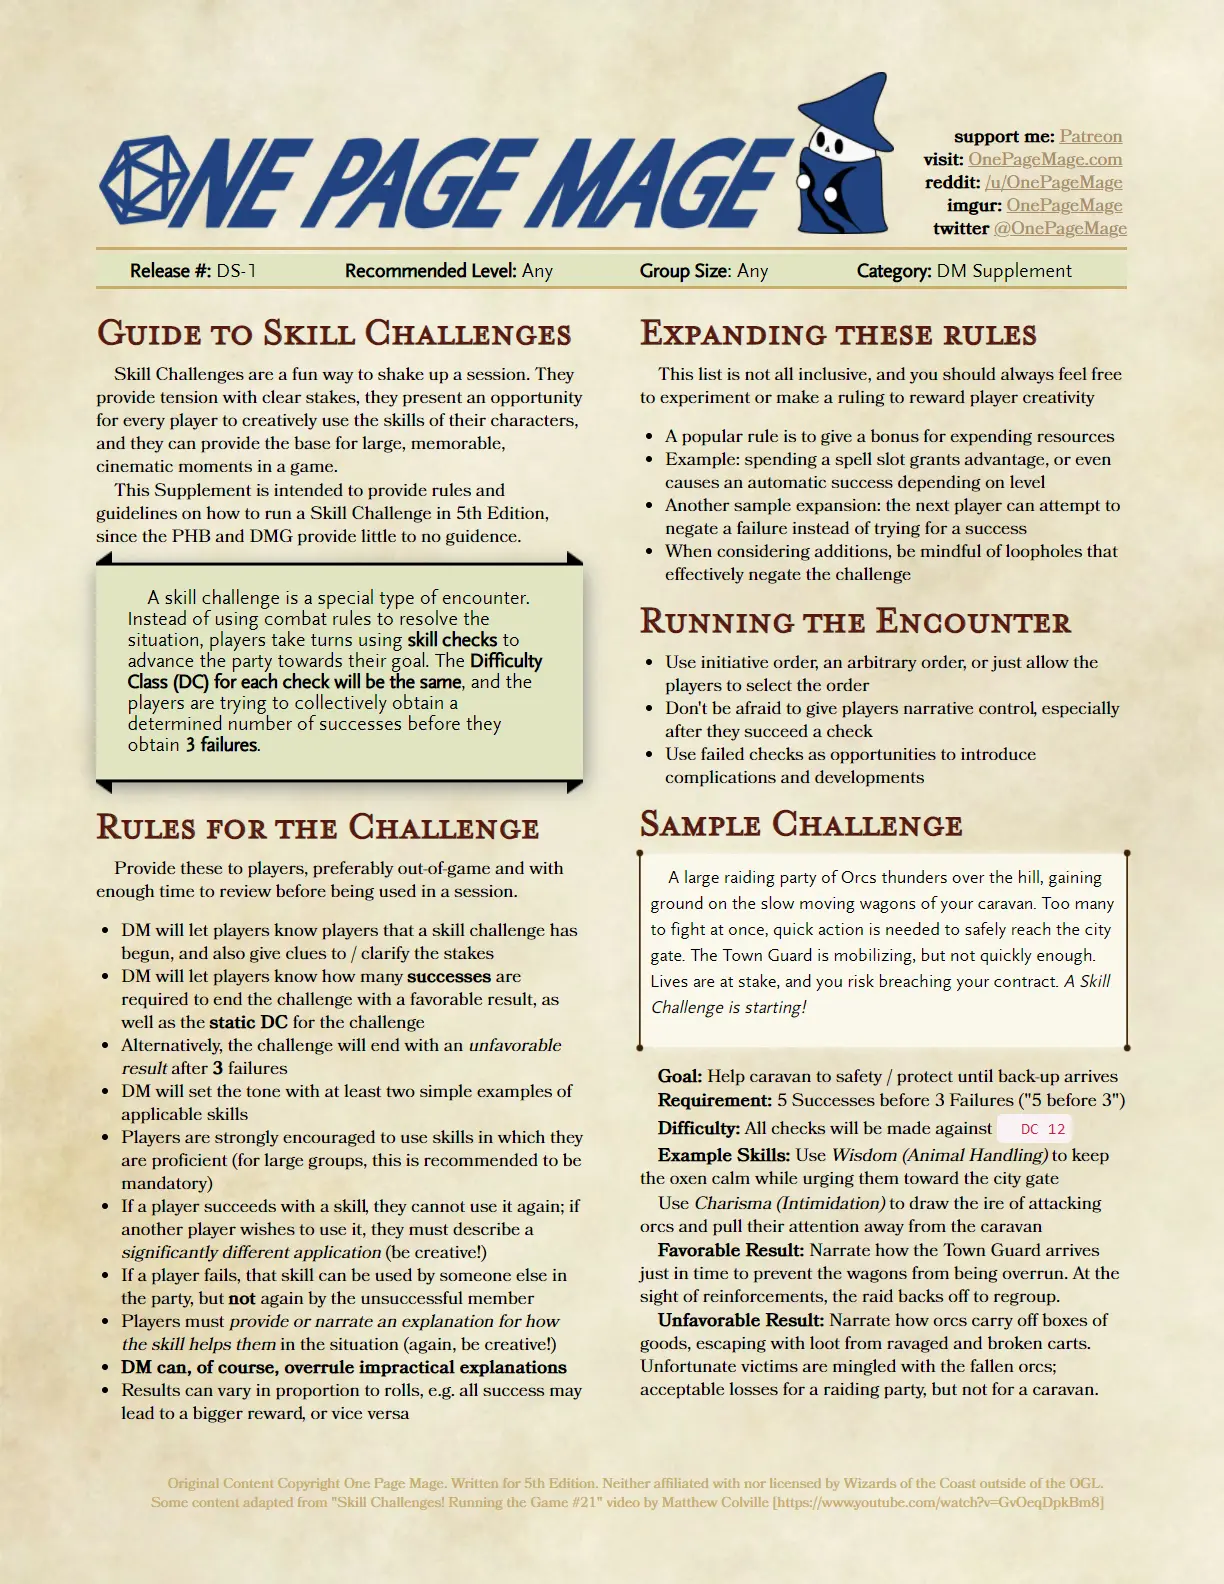 ONE PAGE MAGE
support me: Patreon
visit: OnePageMage.com
reddit: /u/OnePageMage
imgur: OnePageMage
twitter @OnePageMage
Release #: DS-1 Recommended Level: Any Group Size: Any Category: DM Supplement
Guide to Skill Challenges
Skill Challenges are a fun way to shake up a session. They
provide tension with clear stakes, they present an opportunity
for every player to creatively use the skills of their characters,
and they can provide the base for large, memorable,
cinematic moments in a game.
This Supplement is intended to provide rules and
guidelines on how to run a Skill Challenge in 5th Edition,
since the PHB and DMG provide little to no guidence.
A skill challenge is a special type of encounter.
Instead of using combat rules to resolve the
situation, players take turns using skill checks to
advance the party towards their goal. The Difficulty
Class (DC) for each check will be the same, and the
players are trying to collectively obtain a
determined number of successes before they
obtain 3 failures.
Rules for the Challenge
Provide these to players, preferably out-of-game and with
enough time to review before being used in a session.
• DM will let players know players that a skill challenge has
begun, and also give clues to / clarify the stakes
• DM will let players know how many successes are
required to end the challenge with a favorable result, as
well as the static DC for the challenge
• Alternatively, the challenge will end with an unfavorable
result after 3 failures
• DM will set the tone with at least two simple examples of
applicable skills
• Players are strongly encouraged to use skills in which they
are proficient (for large groups, this is recommended to be
mandatory)
• If a player succeeds with a skill, they cannot use it again; if
another player wishes to use it, they must describe a
significantly different application (be creative!)
• If a player fails, that skill can be used by someone else in
the party, but not again by the unsuccessful member
• Players must provide or narrate an explanation for how
the skill helps them in the situation (again, be creative!)
• DM can, of course, overrule impractical explanations
• Results can vary in proportion to rolls, e.g. all success may
lead to a bigger reward, or vice versa
Expanding these rules
This list is not all inclusive, and you should always feel free
to experiment or make a ruling to reward player creativity
• A popular rule is to give a bonus for expending resources
• Example: spending a spell slot grants advantage, or even
causes an automatic success depending on level
• Another sample expansion: the next player can attempt to
negate a failure instead of trying for a success
• When considering additions, be mindful of loopholes that
effectively negate the challenge
Running the Encounter
• Use initiative order, an arbitrary order, or just allow the
players to select the order
• Don't be afraid to give players narrative control, especially
after they succeed a check
• Use failed checks as opportunities to introduce
complications and developments
Sample Challenge
A large raiding party of Orcs thunders over the hill, gaining
ground on the slow moving wagons of your caravan. Too many
to fight at once, quick action is needed to safely reach the city
gate. The Town Guard is mobilizing, but not quickly enough.
Lives are at stake, and you risk breaching your contract. A Skill
Challenge is starting!
Goal: Help caravan to safety / protect until back-up arrives
Requirement: 5 Successes before 3 Failures ("5 before 3")
Difficulty: All checks will be made against DC 12
Example Skills: Use Wisdom (Animal Handling) to keep
the oxen calm while urging them toward the city gate
Use Charisma (Intimidation) to draw the ire of attacking
orcs and pull their attention away from the caravan
Favorable Result: Narrate how the Town Guard arrives
just in time to prevent the wagons from being overrun. At the
sight of reinforcements, the raid backs off to regroup.
Unfavorable Result: Narrate how orcs carry off boxes of
goods, escaping with loot from ravaged and broken carts.
Unfortunate victims are mingled with the fallen orcs;
acceptable losses for a raiding party, but not for a caravan.
Original Content Copyright One Page Mage. Written for 5th Edition. Neither affiliated with nor licensed by Wizards of the Coast outside of the OGL.
Some content adapted from "Skill Challenges! Running the Game #21" video by Matthew Colville [https://www.youtube.com/watch?v=GvOeqDpkBm8]